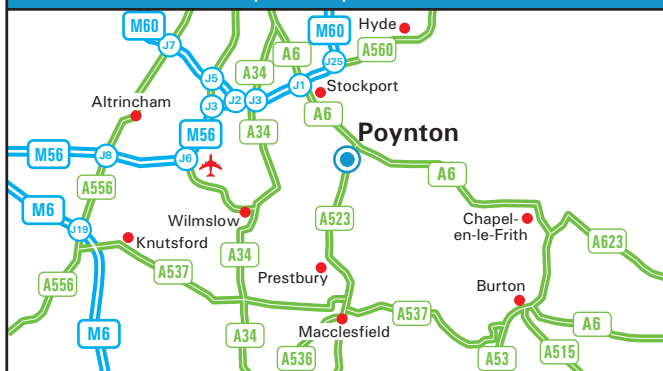 M60
J7
Hyde
M60
A6
A560
J25
J5
A34
J1
Stockport
Altrincham
J3
J2
J3
A6
M56
A34
Poynton
M56
J8
J6
A6
A556
M6
Wilmslow
A523
Chapel-
en-le-Frith
J19
Knutsford
A34
A623
A537
Prestbury
A556
Burton
M6
A34
Macclesfield
A537
A6
A536
A53
A515